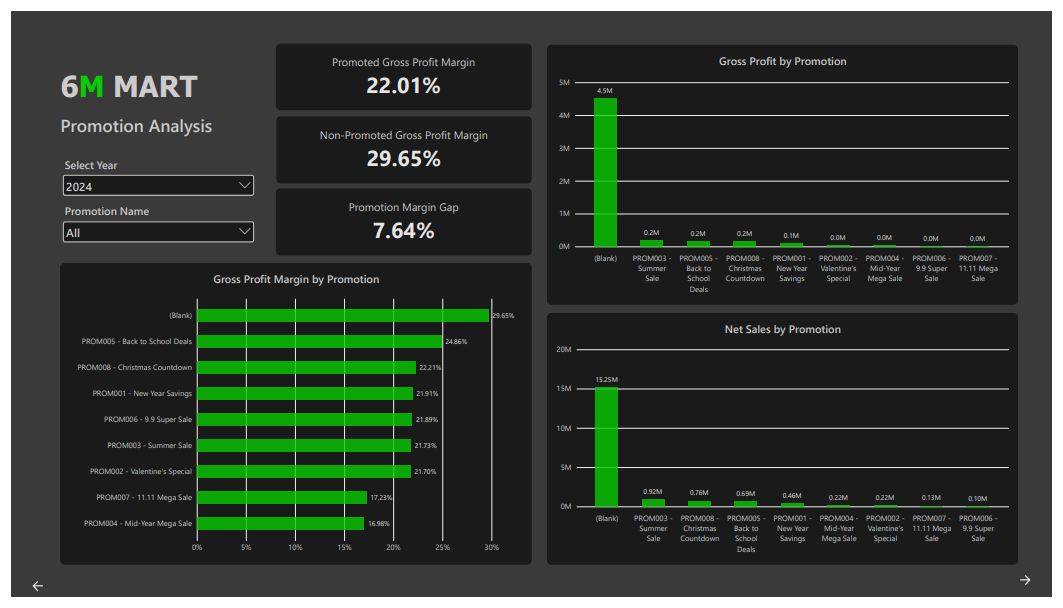 6M MART
Promotion Analysis
Select Year
2024
Promotion Name
All
Promoted Gross Profit Margin
22.01%
Non-Promoted Gross Profit Margin
29.65%
Promotion Margin Gap
7.64%
Gross Profit Margin by Promotion
(Blank)
29.65%
PROM005 - Back to School Deals
24.86%
PROM008 - Christmas Countdown
22.21%
PROM001 - New Year Savings
21.91%
PROM006 - 9.9 Super Sale
21.89%
PROM003 - Summer Sale
21.73%
PROM002 - Valentine's Special
21.70%
PROM007 - 11.11 Mega Sale
17.23%
PROM004 - Mid-Year Mega Sale
16.98%
0% 5% 10% 15% 20% 25% 30%
Gross Profit by Promotion
5M
4M
3M
2M
1M
0M
4.5M
0.2M
0.2M
0.2M
0.1M
0.0M
0.0M
0.0M
0.0M
(Blank)
PROM003 -
Summer
Sale
PROM005 -
Back to
School
Deals
PROM008 -
Christmas
Countdown
PROM001 -
New Year
Savings
PROM002 -
Valentine's
Special
PROM004 -
Mid-Year
Mega Sale
PROM006 -
9.9 Super
Sale
PROM007 -
11.11 Mega
Sale
Net Sales by Promotion
20M
15M
10M
5M
0M
15.25M
0.92M
0.76M
0.69M
0.46M
0.22M
0.22M
0.13M
0.10M
(Blank)
PROM003 -
Summer
Sale
PROM008 -
Christmas
Countdown
PROM005 -
Back to
School
Deals
PROM001 -
New Year
Savings
PROM004 -
Mid-Year
Mega Sale
PROM002 -
Valentine's
Special
PROM007 -
11.11 Mega
Sale
PROM006 -
9.9 Super
Sale